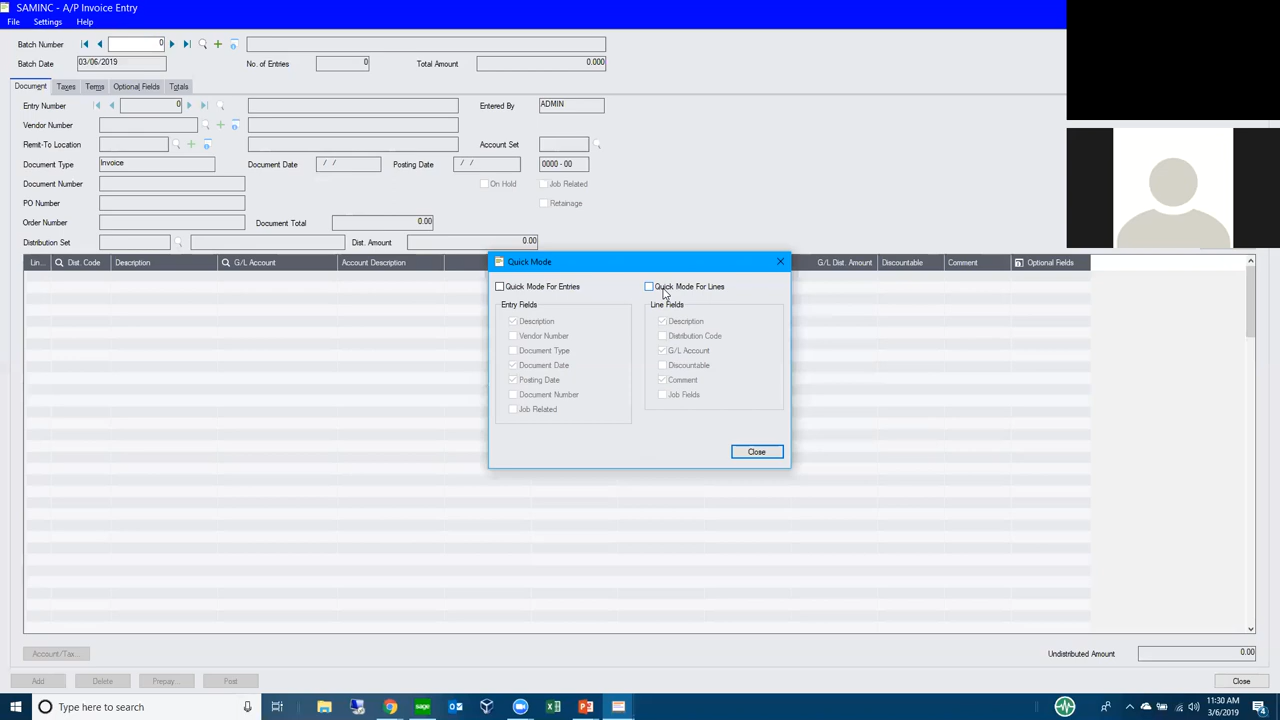 SAMINC - A/P Invoice Entry
File Settings Help
Batch Number 0
Batch Date 03/06/2019 No. of Entries 0 Total Amount 0.000
Document Taxes Terms Optional Fields Totals
Entry Number 0 Entered By ADMIN
Vendor Number
Remit-To Location Account Set
Document Type Invoice Document Date / / Posting Date / / 0000 - 00
Document Number On Hold Job Related
PO Number Retainage
Order Number Document Total 0.00
Distribution Set Dist. Amount 0.00
Lin... Dist. Code Description G/L Account Account Description G/L Dist. Amount Discountable Comment Optional Fields
Quick Mode
Quick Mode For Entries Quick Mode For Lines
Entry Fields Line Fields
Description Description
Vendor Number Distribution Code
Document Type G/L Account
Document Date Discountable
Posting Date Comment
Document Number Job Fields
Job Related
Close
Account/Tax... Undistributed Amount 0.00
Add Delete Prepay... Post Close
Type here to search
sage
11:30 AM
3/6/2019
4